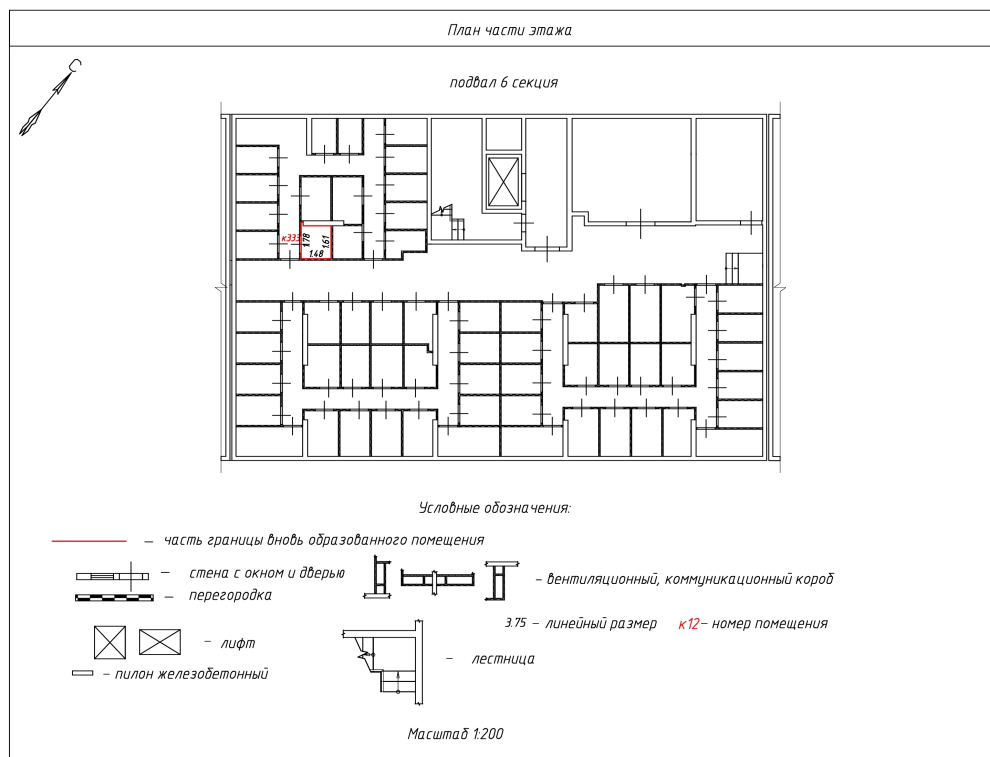 План части этажа
С
подвал 6 секция
к333
1.78
1.61
1.48
Условные обозначения:
— часть границы вновь образованного помещения
— стена с окном и дверью
— перегородка
— вентиляционный, коммуникационный короб
3.75 — линейный размер к12 — номер помещения
— лифт
— лестница
— пилон железобетонный
Масштаб 1:200